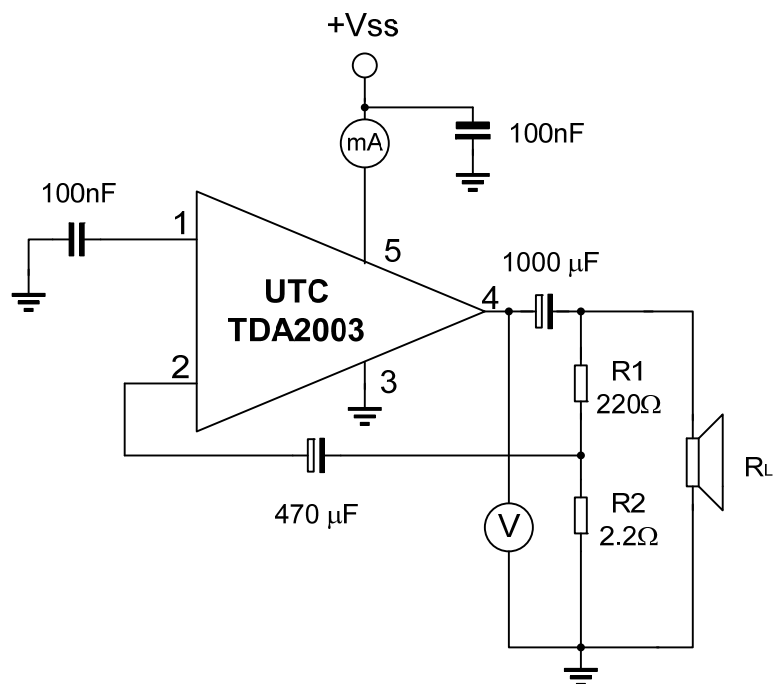 +Vss
mA
100nF
100nF
1
5
1000 μF
UTC
TDA2003
4
2
3
R1
220Ω
470 μF
V
R2
2.2Ω
RL